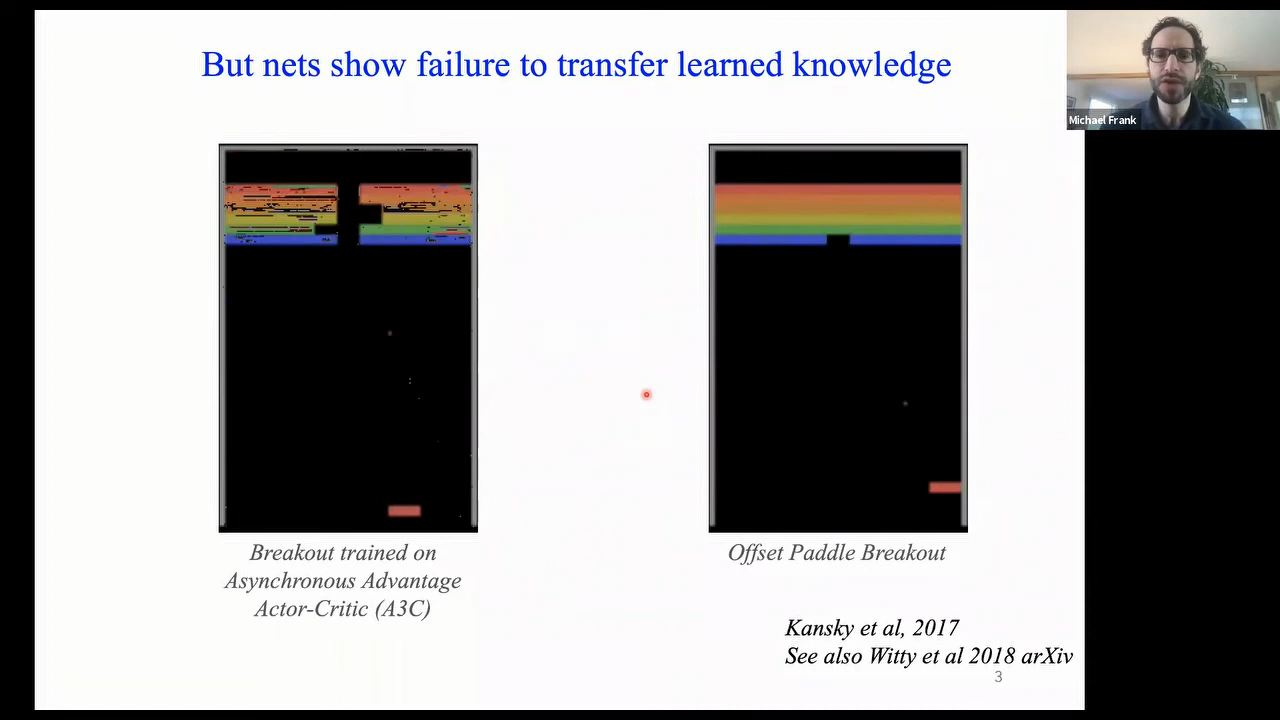 But nets show failure to transfer learned knowledge
Michael Frank
Breakout trained on
Asynchronous Advantage
Actor-Critic (A3C)
Offset Paddle Breakout
Kansky et al, 2017
See also Witty et al 2018 arXiv
3